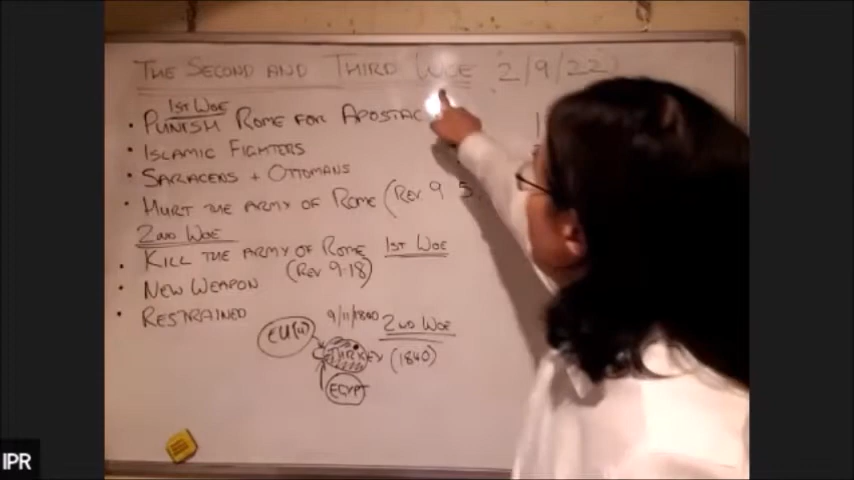 THE SECOND AND THIRD WOE 2/9/22
1ST WOE
• PUNISH ROME FOR APOSTAC
• ISLAMIC FIGHTERS
• SARACENS + OTTOMANS
• HURT THE ARMY OF ROME (REV. 9 5
2ND WOE
• KILL THE ARMY OF ROME 1ST WOE
(REV 9-18)
• NEW WEAPON
• RESTRAINED
9/11/1840 2ND WOE
EU(4)
TURKEY (1840)
EGYPT
IPR